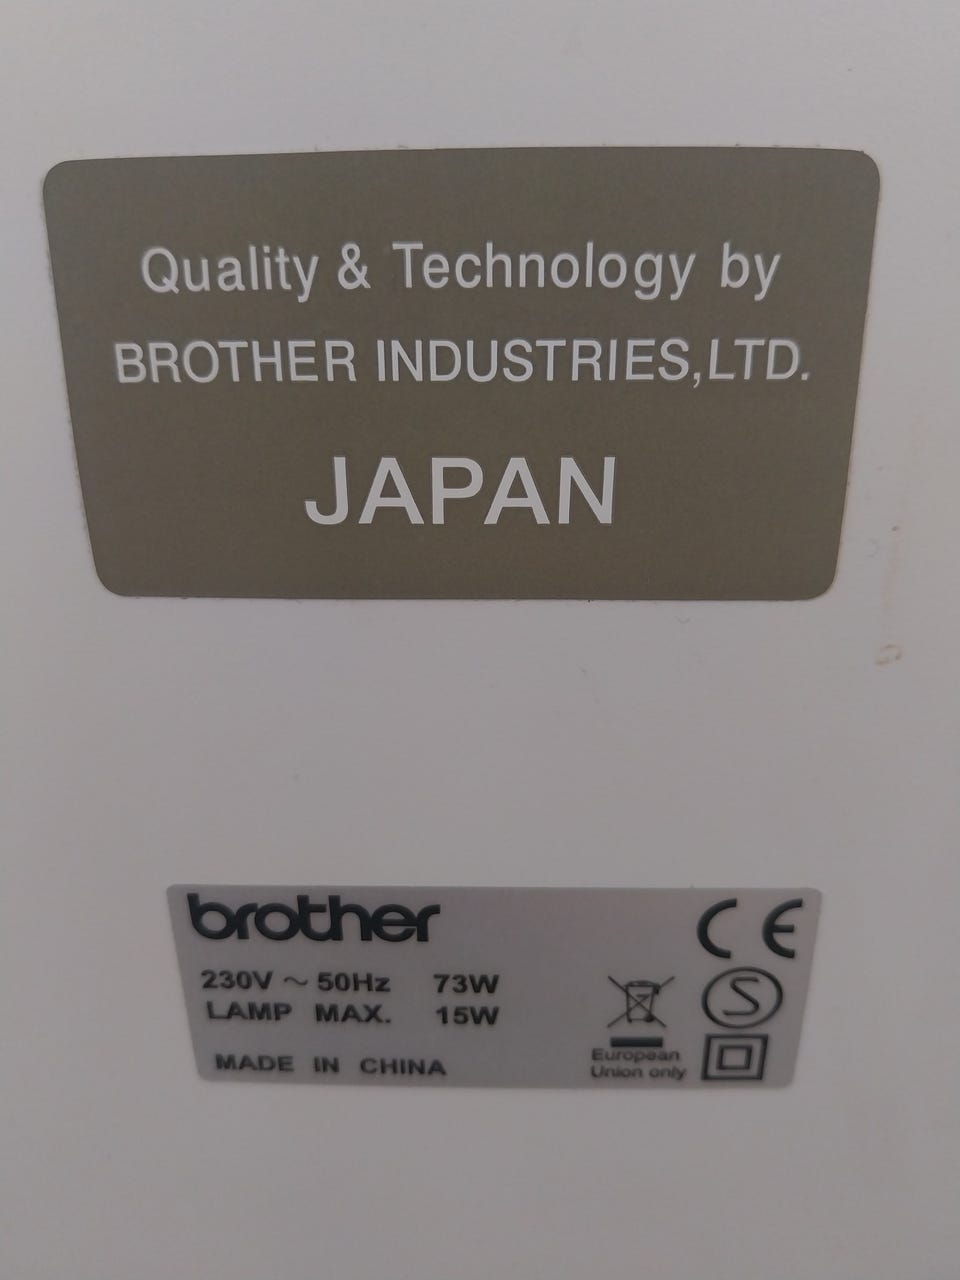 Quality & Technology by
BROTHER INDUSTRIES,LTD.
JAPAN
brother
CE
230V ~ 50Hz 73W
LAMP MAX. 15W
S
MADE IN CHINA
European
Union only